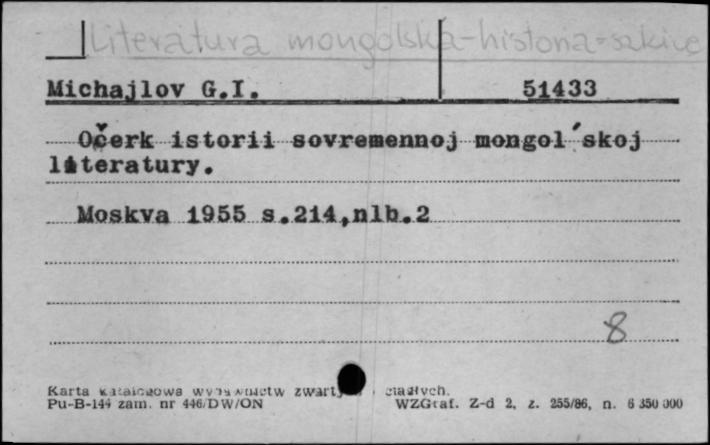 Literatura mongolska-historia-szkice
Michajlov G.I. 51433
Očerk istorii sovremennoj mongol´skoj
literatury.
Moskva 1955 s.214,nlb.2
8
Karta katalogowa wydawnictw zwartych i ciągłych.
Pu-B-144 zam. nr 446/DW/ON WZGraf. Z-d 2, z. 255/86, n. 6 350 000